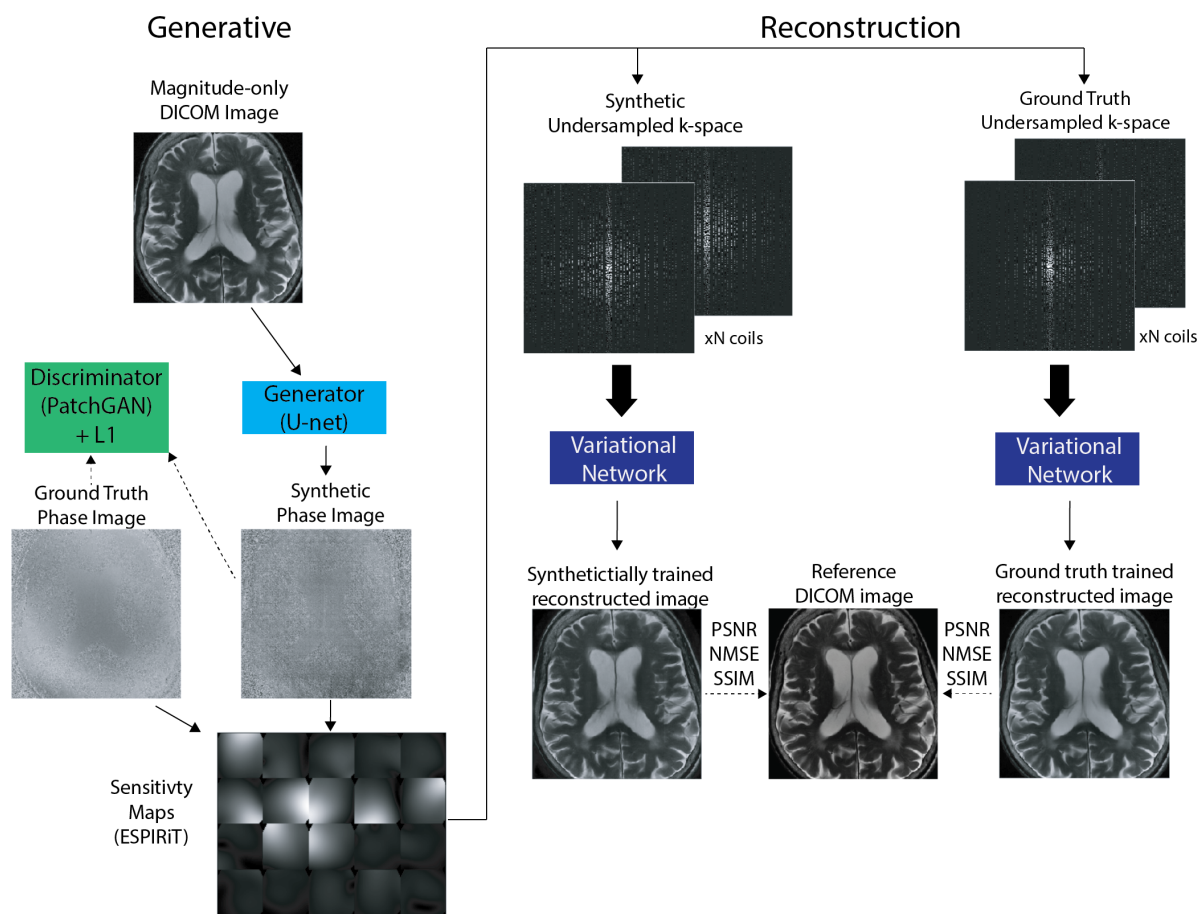 Generative
Magnitude-only
DICOM Image
Discriminator
(PatchGAN)
+ L1
Generator
(U-net)
Ground Truth
Phase Image
Synthetic
Phase Image
Sensitivty
Maps
(ESPIRiT)
Reconstruction
Synthetic
Undersampled k-space
xN coils
Ground Truth
Undersampled k-space
xN coils
Variational
Network
Variational
Network
Synthetictially trained
reconstructed image
PSNR
NMSE
SSIM
Reference
DICOM image
PSNR
NMSE
SSIM
Ground truth trained
reconstructed image